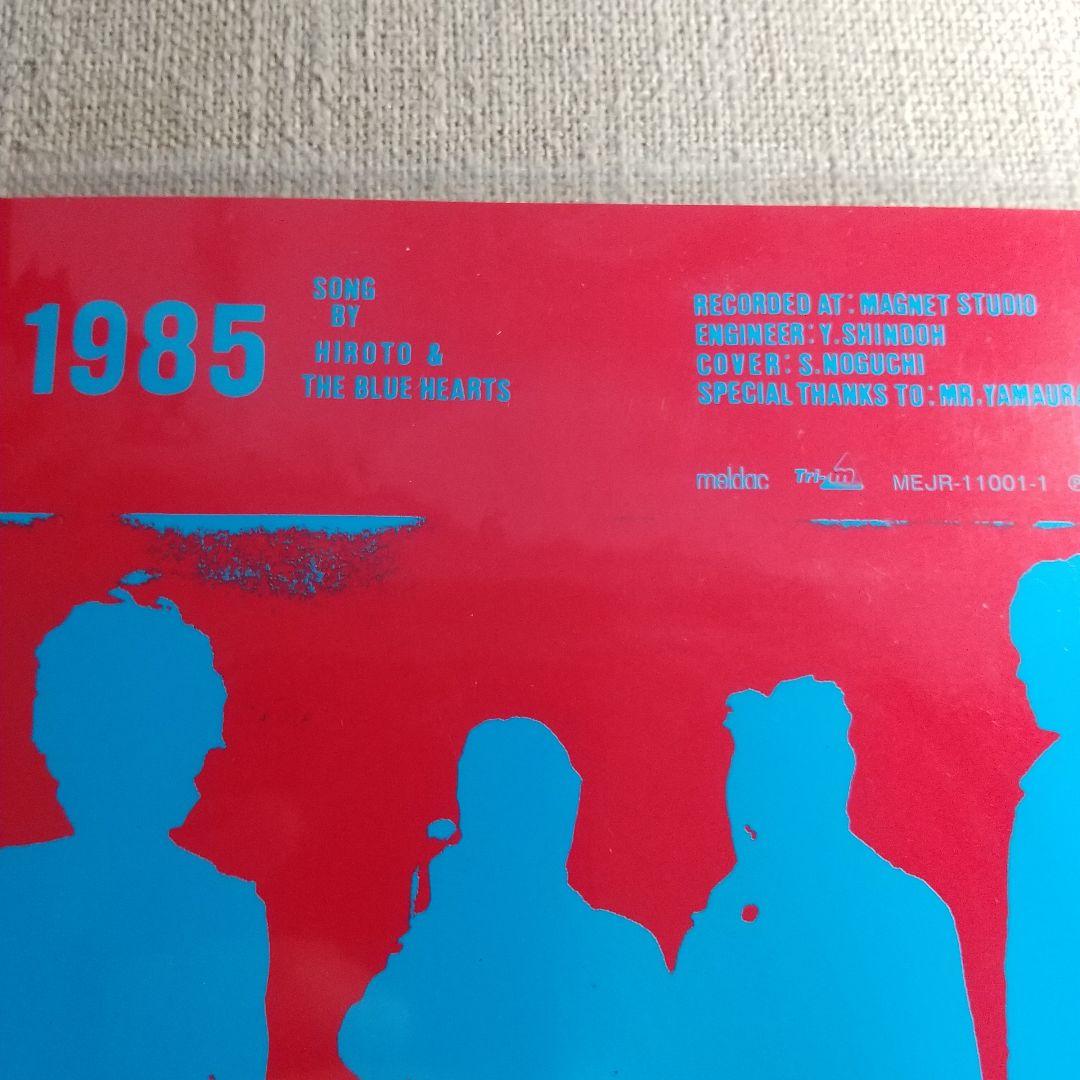 1985
SONG
BY
HIROTO &
THE BLUE HEARTS
RECORDED AT: MAGNET STUDIO
ENGINEER: Y.SHINDOH
COVER: S.NOGUCHI
SPECIAL THANKS TO: MR.YAMAURA
meldac Tri-m MEJR-11001-1 ℗